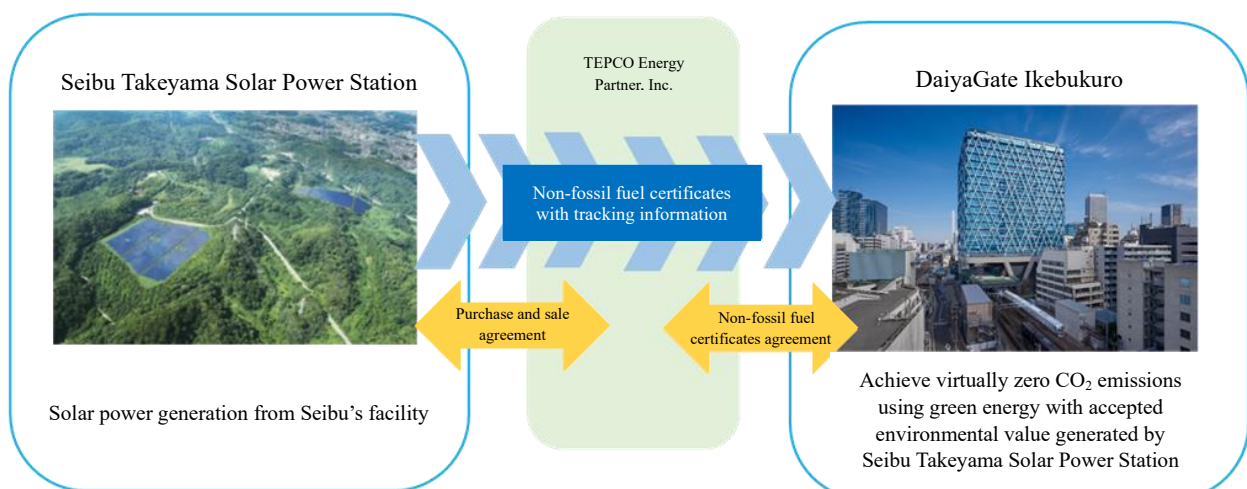 Seibu Takeyama Solar Power Station
TEPCO Energy
Partner. Inc.
DaiyaGate Ikebukuro
Non-fossil fuel certificates
with tracking information
Purchase and sale
agreement
Non-fossil fuel
certificates agreement
Solar power generation from Seibu’s facility
Achieve virtually zero CO₂ emissions
using green energy with accepted
environmental value generated by
Seibu Takeyama Solar Power Station